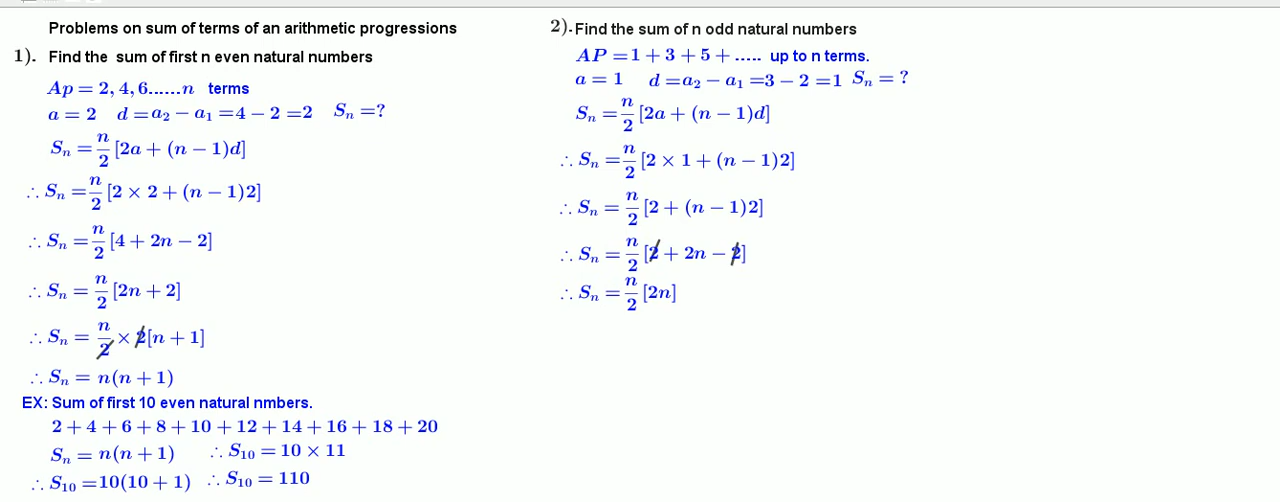 Problems on sum of terms of an arithmetic progressions
1). Find the sum of first n even natural numbers
Ap = 2, 4, 6......n terms
a = 2 d =a₂ − a₁ =4 − 2 =2 Sₙ =?
Sₙ = n/2 [2a + (n − 1)d]
∴ Sₙ = n/2 [2 × 2 + (n − 1)2]
∴ Sₙ = n/2 [4 + 2n − 2]
∴ Sₙ = n/2 [2n + 2]
∴ Sₙ = n/2 × 2[n + 1]
∴ Sₙ = n(n + 1)
EX: Sum of first 10 even natural nmbers.
2 + 4 + 6 + 8 + 10 + 12 + 14 + 16 + 18 + 20
Sₙ = n(n + 1) ∴ S₁₀ = 10 × 11
∴ S₁₀ =10(10 + 1) ∴ S₁₀ = 110
2). Find the sum of n odd natural numbers
AP =1 + 3 + 5 + ..... up to n terms.
a = 1 d =a₂ − a₁ =3 − 2 =1 Sₙ = ?
Sₙ = n/2 [2a + (n − 1)d]
∴ Sₙ = n/2 [2 × 1 + (n − 1)2]
∴ Sₙ = n/2 [2 + (n − 1)2]
∴ Sₙ = n/2 [2 + 2n − 2]
∴ Sₙ = n/2 [2n]